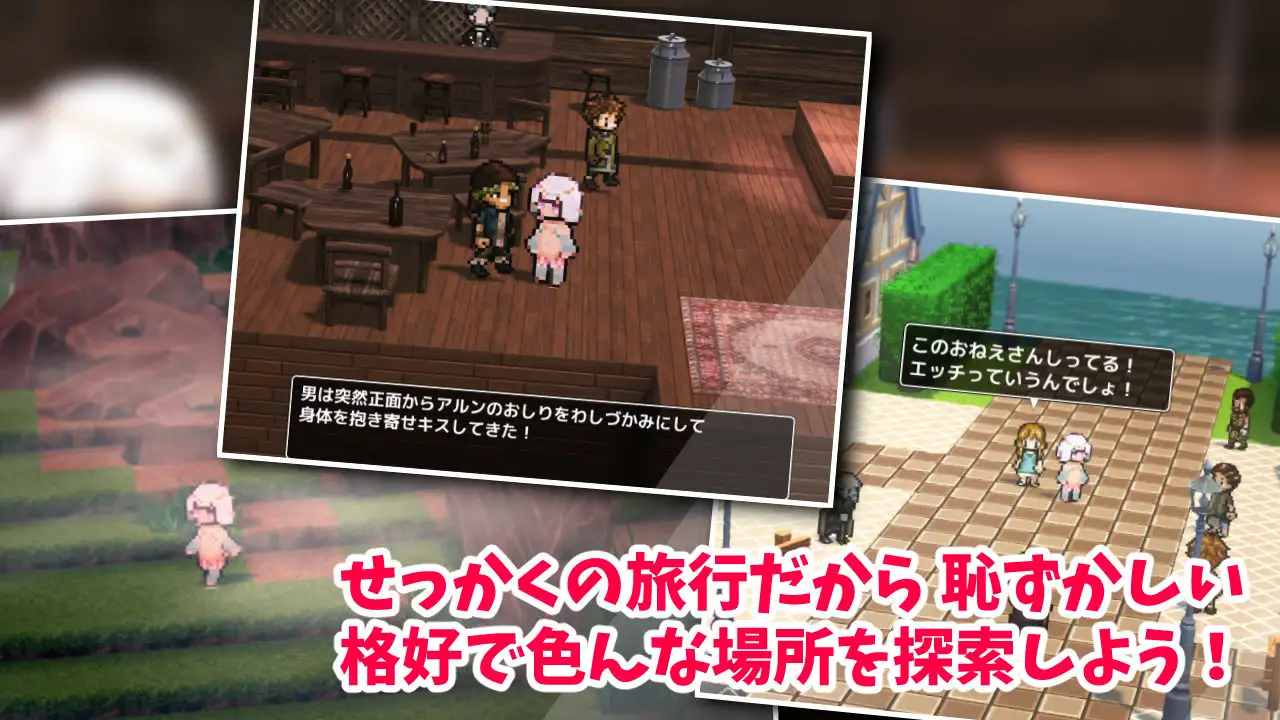 男は突然正面からアルンのおしりをわしづかみにして
身体を抱き寄せキスしてきた！
このおねえさんしってる！
エッチっていうんでしょ！
せっかくの旅行だから 恥ずかしい
格好で色んな場所を探索しよう！